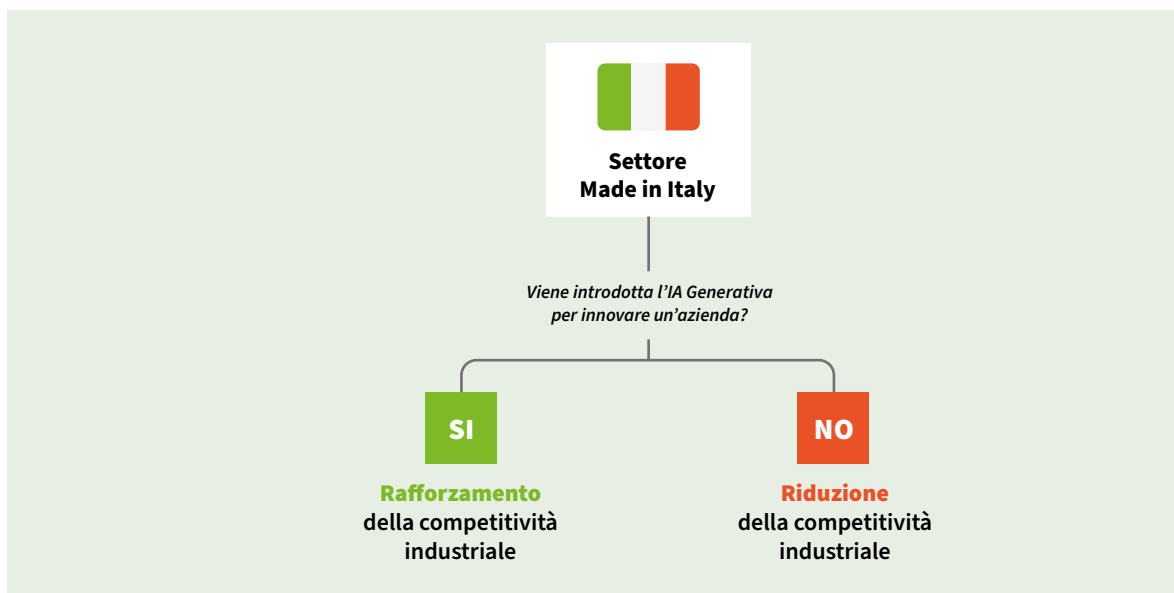 Settore
Made in Italy
Viene introdotta l’IA Generativa
per innovare un’azienda?
SI
NO
Rafforzamento
della competitività
industriale
Riduzione
della competitività
industriale